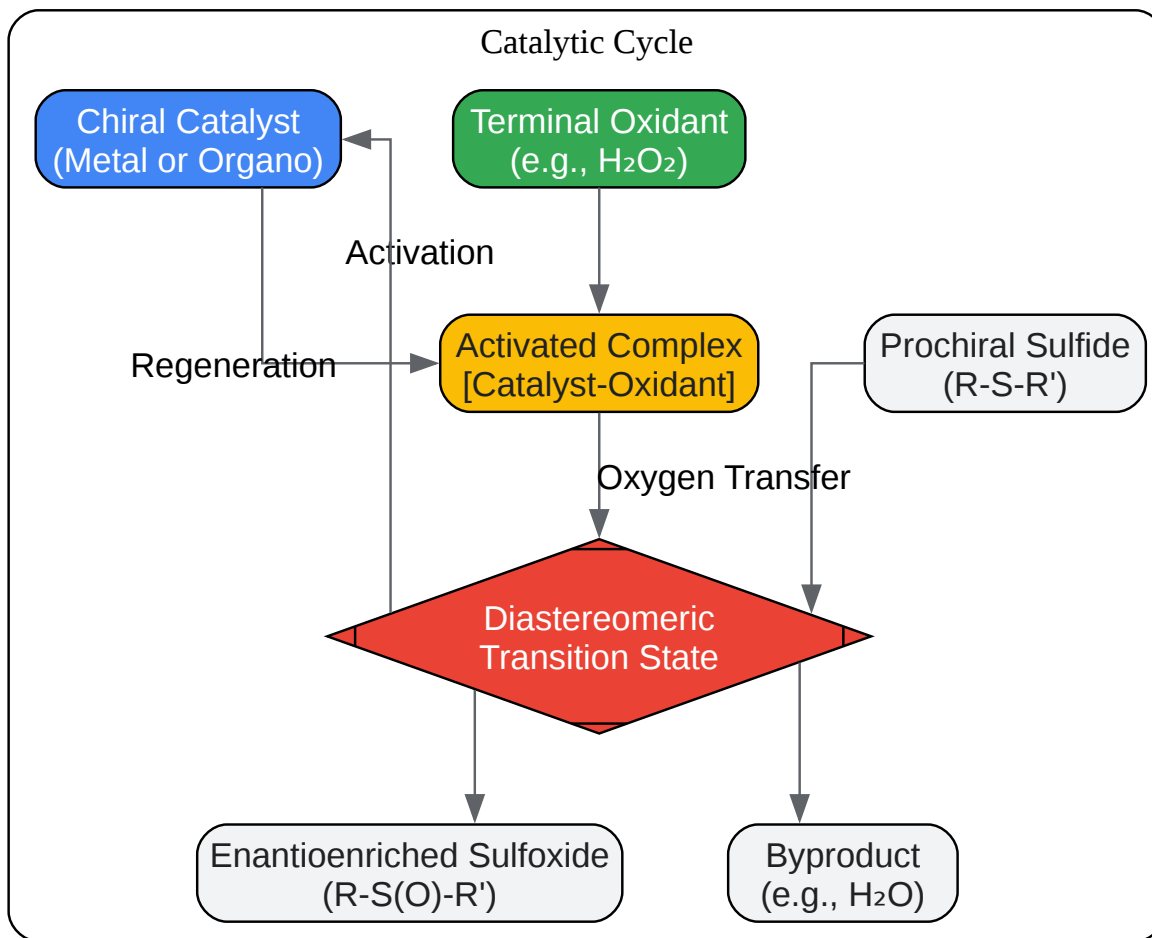 Catalytic Cycle
Chiral Catalyst
(Metal or Organo)
Terminal Oxidant
(e.g., H₂O₂)
Activation
Regeneration
Activated Complex
[Catalyst-Oxidant]
Prochiral Sulfide
(R-S-R')
Oxygen Transfer
Diastereomeric
Transition State
Enantioenriched Sulfoxide
(R-S(O)-R')
Byproduct
(e.g., H₂O)